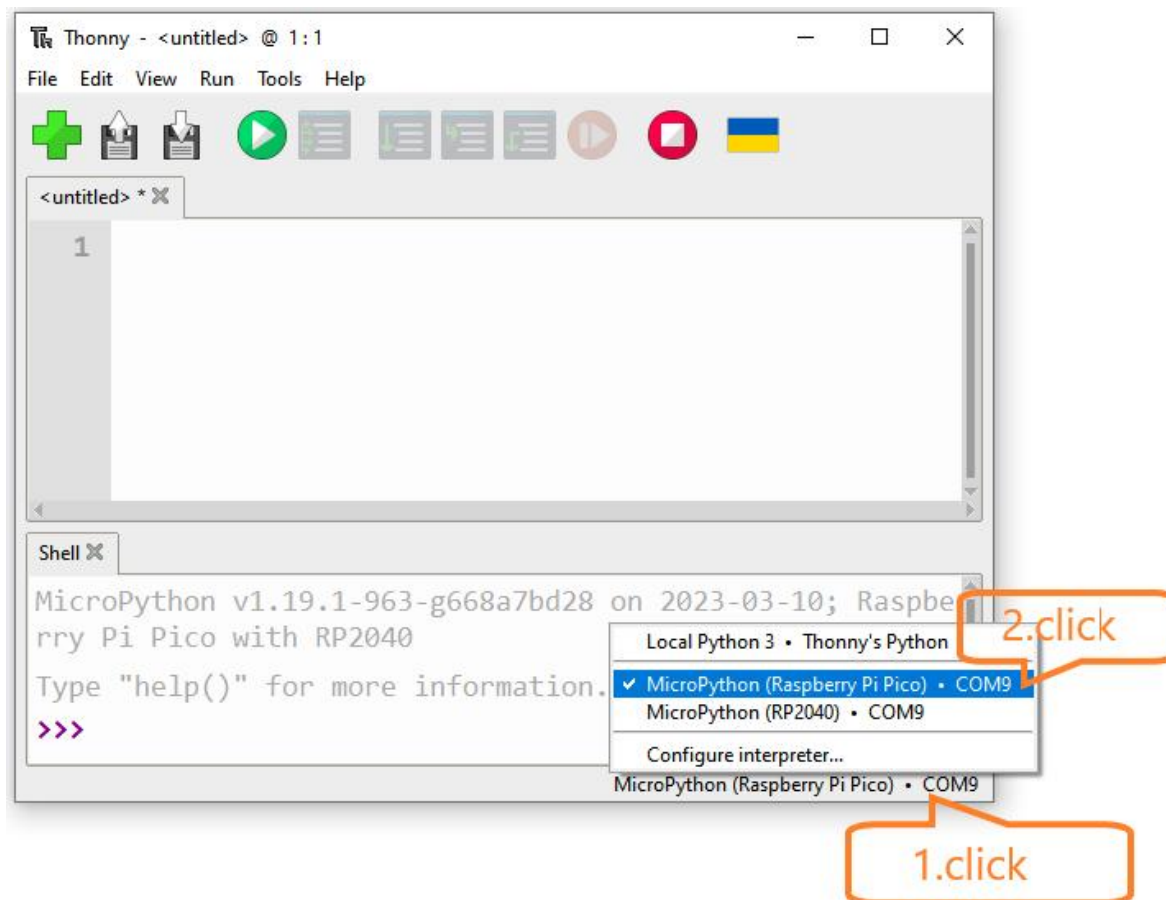 Thonny - <untitled> @ 1:1
File Edit View Run Tools Help
<untitled> *
1
Shell
MicroPython v1.19.1-963-g668a7bd28 on 2023-03-10; Raspbe
rry Pi Pico with RP2040
Type "help()" for more information.
>>>
Local Python 3 • Thonny's Python
MicroPython (Raspberry Pi Pico) • COM9
MicroPython (RP2040) • COM9
Configure interpreter...
MicroPython (Raspberry Pi Pico) • COM9
2.click
1.click